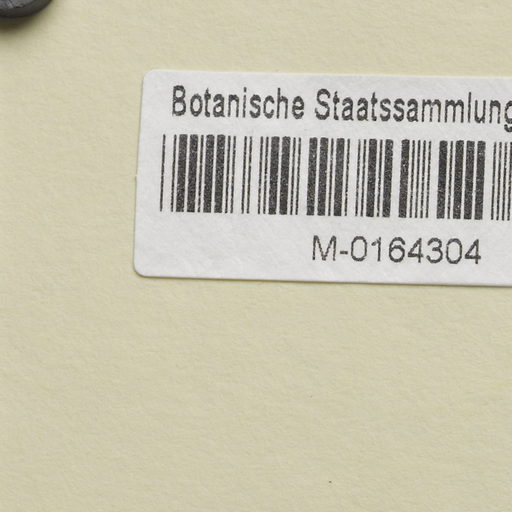 Botanische Staatssammlung
M-0164304